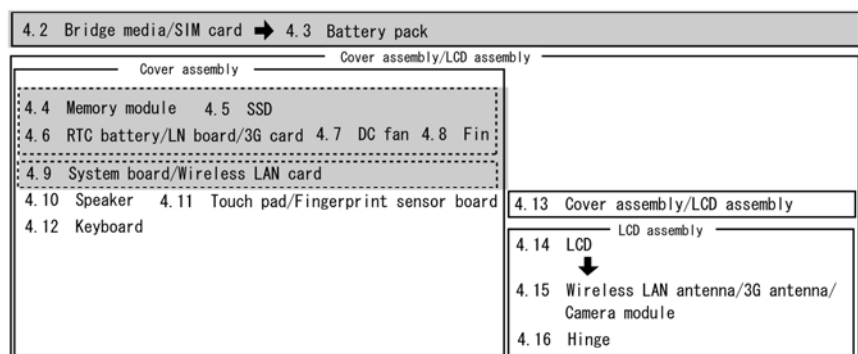 4.2 Bridge media/SIM card ➡ 4.3 Battery pack
Cover assembly/LCD assembly
Cover assembly
4.4 Memory module 4.5 SSD
4.6 RTC battery/LN board/3G card 4.7 DC fan 4.8 Fin
4.9 System board/Wireless LAN card
4.10 Speaker 4.11 Touch pad/Fingerprint sensor board
4.12 Keyboard
4.13 Cover assembly/LCD assembly
LCD assembly
4.14 LCD
⬇
4.15 Wireless LAN antenna/3G antenna/
Camera module
4.16 Hinge